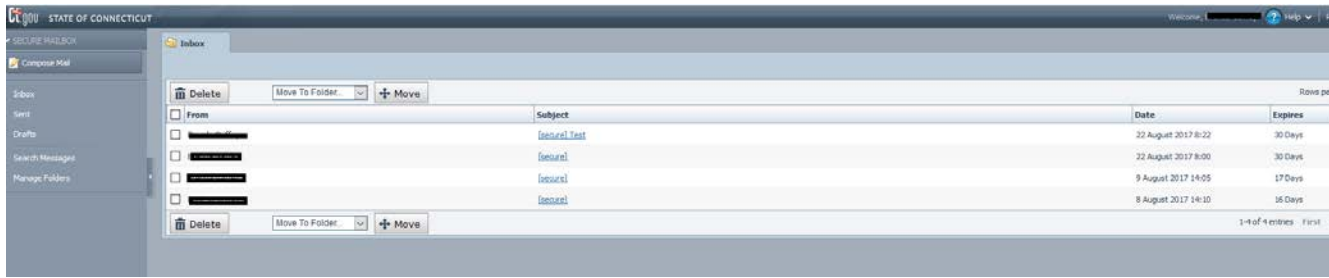 Ct.gov STATE OF CONNECTICUT
Welcome,
? Help
SECURE MAILBOX
Inbox
Compose Mail
Delete
Move To Folder...
Move
Rows pe
Inbox
Sent
Drafts
Search Messages
Manage Folders
From Subject Date Expires
[secure] Test 22 August 2017 8:22 30 Days
[secure] 22 August 2017 8:00 30 Days
[secure] 9 August 2017 14:05 17 Days
[secure] 8 August 2017 14:10 16 Days
Delete
Move To Folder...
Move
1-4 of 4 entries First